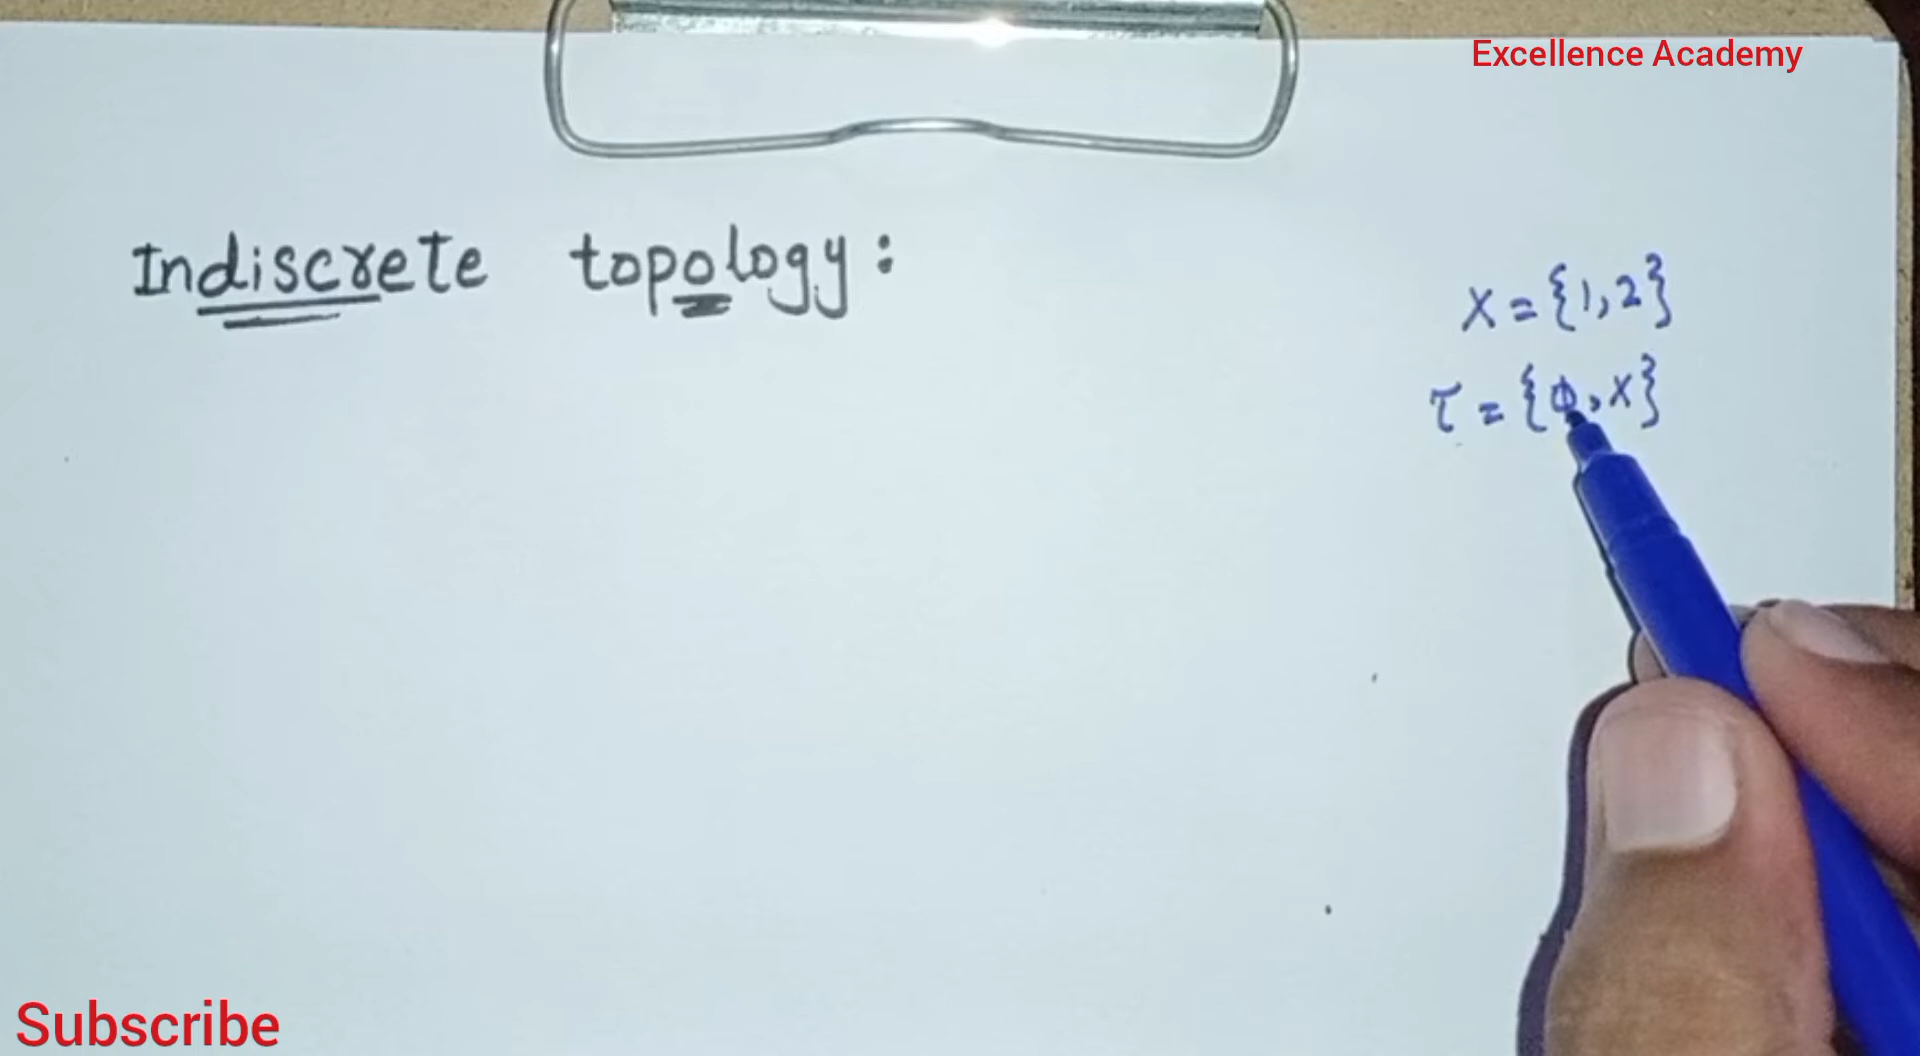 Excellence Academy
Indiscrete topology:
X = {1,2}
τ = {ϕ,X}
Subscribe